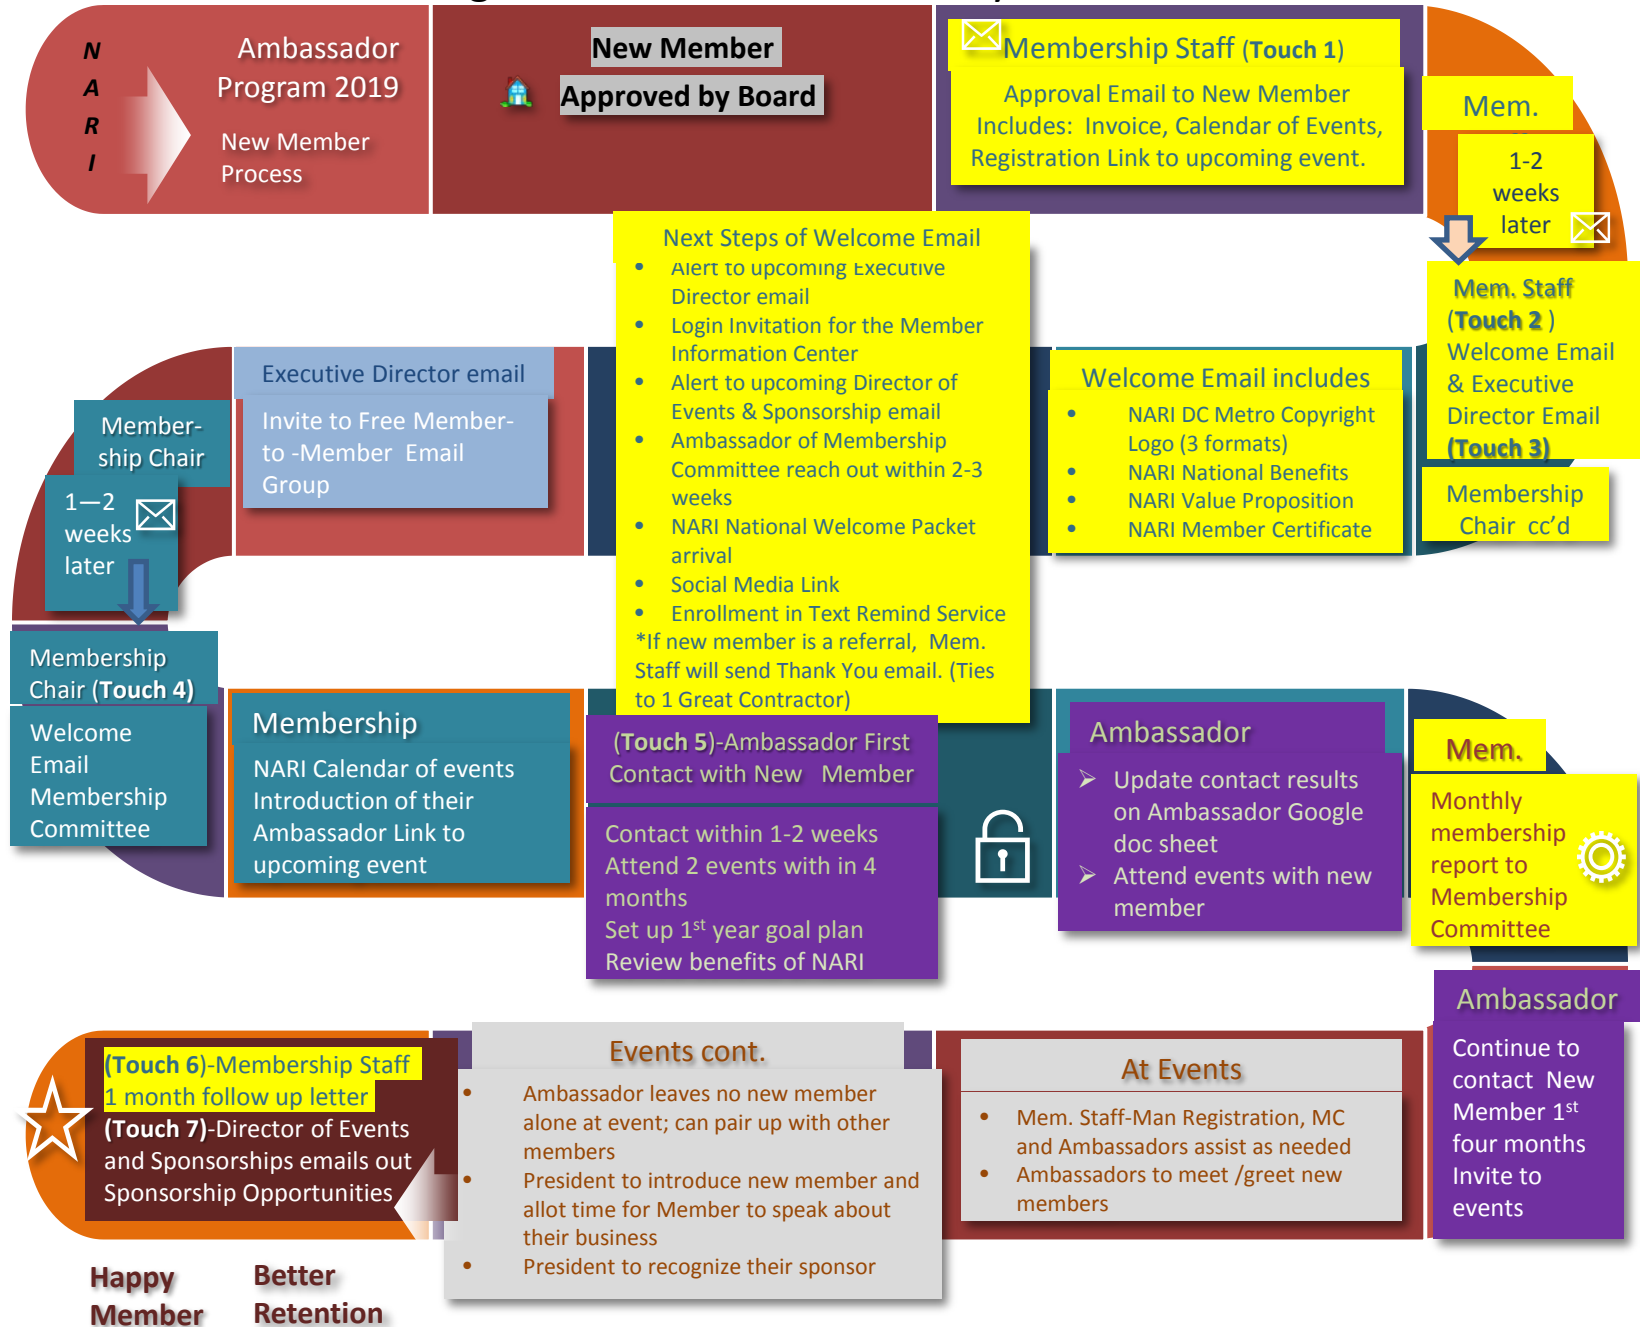 N
A
R
I
Ambassador
Program 2019
New Member
Process
New Member
Approved by Board
Membership Staff (Touch 1)
Approval Email to New Member
Includes: Invoice, Calendar of Events,
Registration Link to upcoming event.
Mem.
1-2
weeks
later
Mem. Staff
(Touch 2 )
Welcome Email
& Executive
Director Email
(Touch 3)
Membership
Chair cc’d
Welcome Email includes
• NARI DC Metro Copyright
Logo (3 formats)
• NARI National Benefits
• NARI Value Proposition
• NARI Member Certificate
Next Steps of Welcome Email
• Alert to upcoming Executive
Director email
• Login Invitation for the Member
Information Center
• Alert to upcoming Director of
Events & Sponsorship email
• Ambassador of Membership
Committee reach out within 2-3
weeks
• NARI National Welcome Packet
arrival
• Social Media Link
• Enrollment in Text Remind Service
*If new member is a referral, Mem.
Staff will send Thank You email. (Ties
to 1 Great Contractor)
Executive Director email
Invite to Free Member-
to -Member Email
Group
Member-
ship Chair
1—2
weeks
later
Membership
Chair (Touch 4)
Welcome
Email
Membership
Committee
Membership
NARI Calendar of events
Introduction of their
Ambassador Link to
upcoming event
(Touch 5)-Ambassador First
Contact with New Member
Contact within 1-2 weeks
Attend 2 events with in 4
months
Set up 1st year goal plan
Review benefits of NARI
Ambassador
➢ Update contact results
on Ambassador Google
doc sheet
➢ Attend events with new
member
Mem.
Monthly
membership
report to
Membership
Committee
Ambassador
Continue to
contact New
Member 1st
four months
Invite to
events
At Events
• Mem. Staff-Man Registration, MC
and Ambassadors assist as needed
• Ambassadors to meet /greet new
members
Events cont.
• Ambassador leaves no new member
alone at event; can pair up with other
members
• President to introduce new member and
allot time for Member to speak about
their business
• President to recognize their sponsor
(Touch 6)-Membership Staff
1 month follow up letter
(Touch 7)-Director of Events
and Sponsorships emails out
Sponsorship Opportunities
Happy
Member
Better
Retention